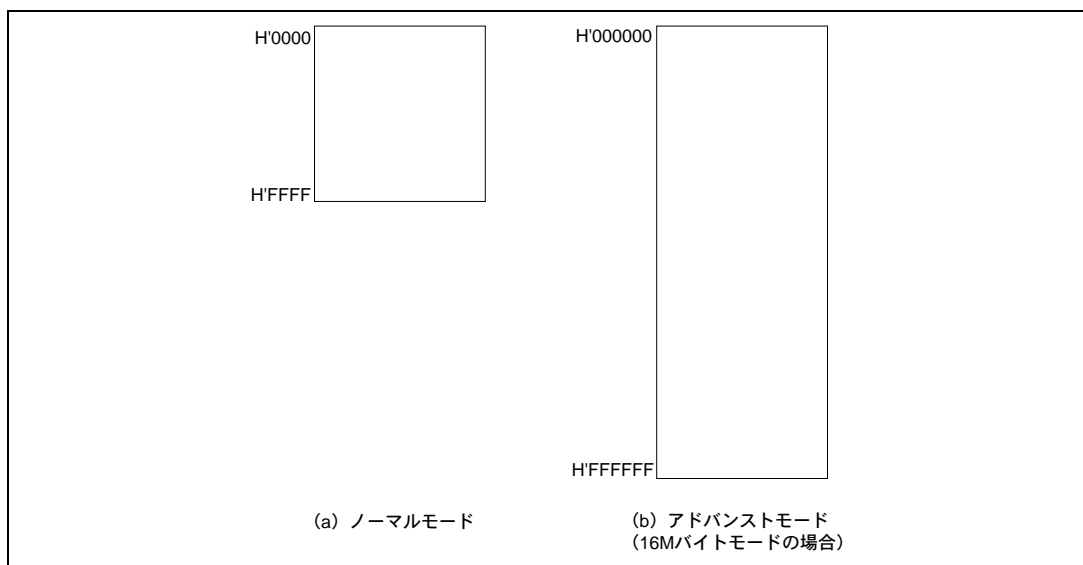 H'0000
H'FFFF
(a) ノーマルモード
H'000000
H'FFFFFF
(b) アドバンストモード
(16Mバイトモードの場合)